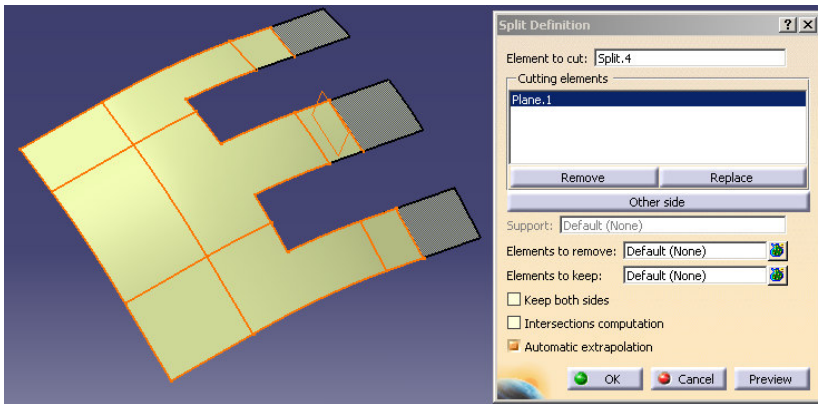 Split Definition
Element to cut: Split.4
Cutting elements
Plane.1
Remove Replace
Other side
Support: Default (None)
Elements to remove: Default (None)
Elements to keep: Default (None)
Keep both sides
Intersections computation
Automatic extrapolation
OK Cancel Preview